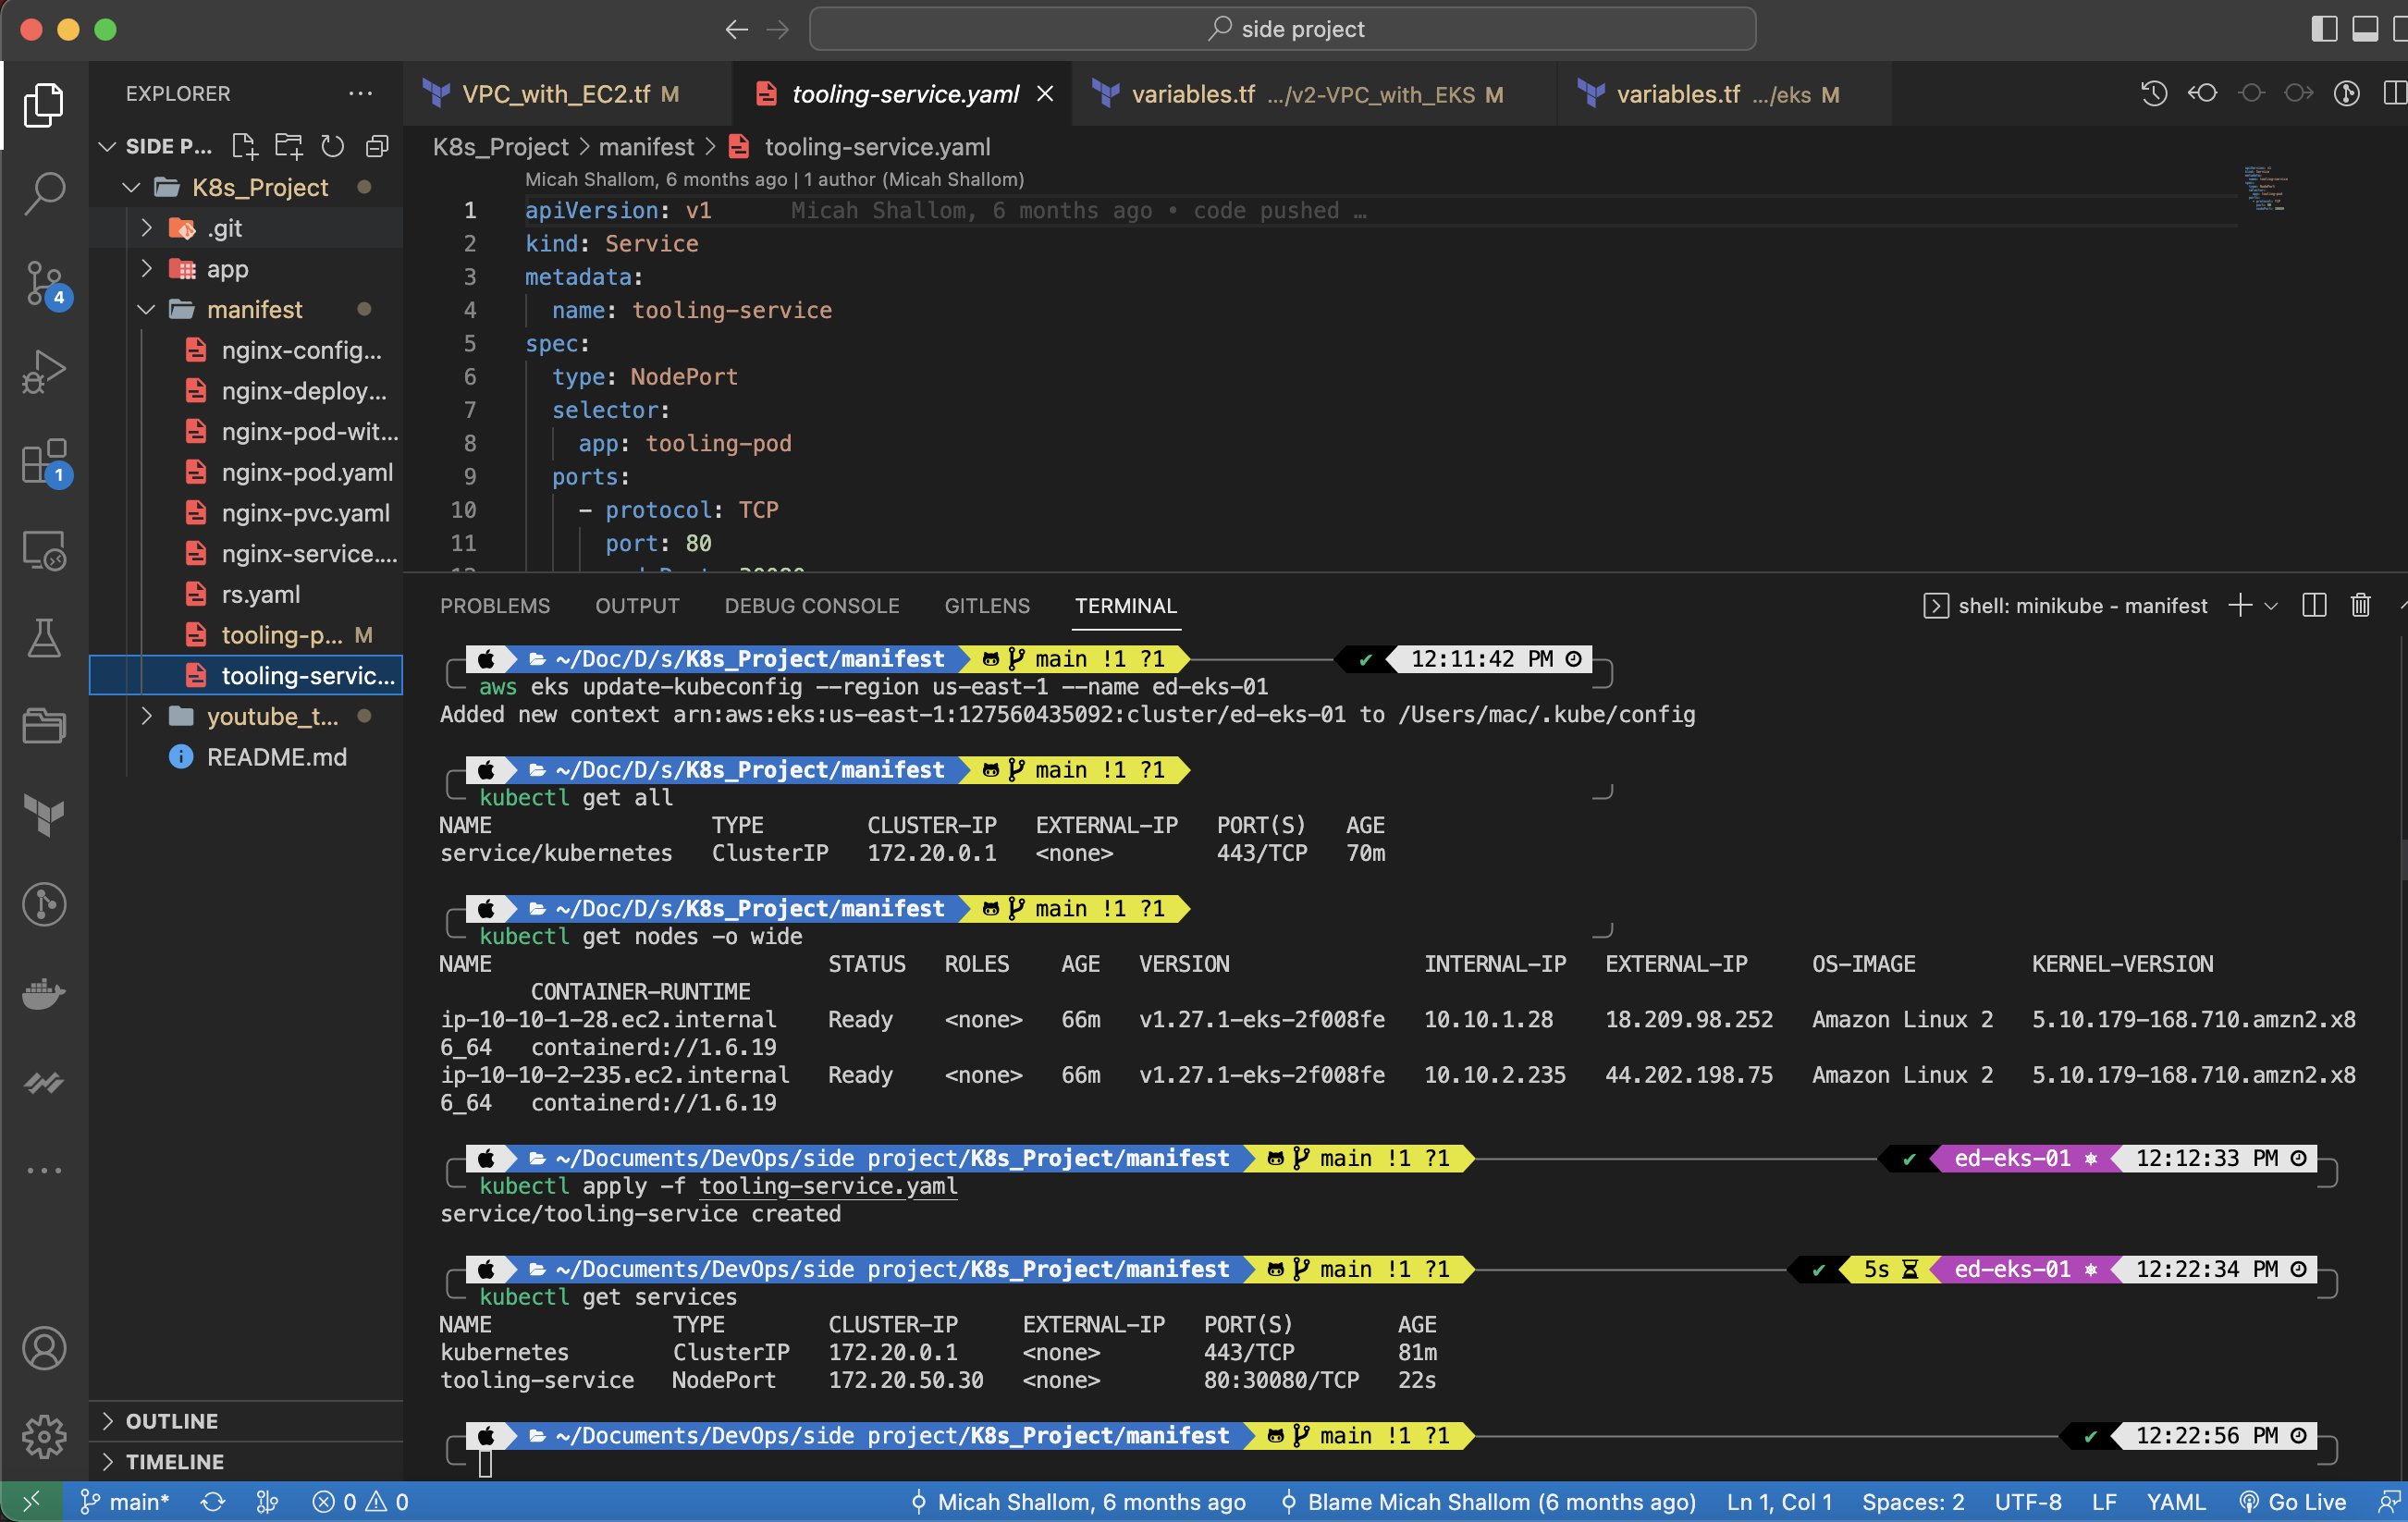 side project
EXPLORER
SIDE P...
K8s_Project
.git
app
manifest
nginx-config...
nginx-deploy...
nginx-pod-wit...
nginx-pod.yaml
nginx-pvc.yaml
nginx-service....
rs.yaml
tooling-p... M
tooling-servic...
youtube_t...
README.md
OUTLINE
TIMELINE
4
1
VPC_with_EC2.tf M
tooling-service.yaml
variables.tf .../v2-VPC_with_EKS M
variables.tf .../eks M
K8s_Project > manifest > tooling-service.yaml
Micah Shallom, 6 months ago | 1 author (Micah Shallom)
1 apiVersion: v1 Micah Shallom, 6 months ago • code pushed …
2 kind: Service
3 metadata:
4 name: tooling-service
5 spec:
6 type: NodePort
7 selector:
8 app: tooling-pod
9 ports:
10 - protocol: TCP
11 port: 80
PROBLEMS OUTPUT DEBUG CONSOLE GITLENS TERMINAL
shell: minikube - manifest
~/Doc/D/s/K8s_Project/manifest main !1 ?1 ✔ 12:11:42 PM
aws eks update-kubeconfig --region us-east-1 --name ed-eks-01
Added new context arn:aws:eks:us-east-1:127560435092:cluster/ed-eks-01 to /Users/mac/.kube/config
~/Doc/D/s/K8s_Project/manifest main !1 ?1
kubectl get all
NAME TYPE CLUSTER-IP EXTERNAL-IP PORT(S) AGE
service/kubernetes ClusterIP 172.20.0.1 <none> 443/TCP 70m
~/Doc/D/s/K8s_Project/manifest main !1 ?1
kubectl get nodes -o wide
NAME STATUS ROLES AGE VERSION INTERNAL-IP EXTERNAL-IP OS-IMAGE KERNEL-VERSION
CONTAINER-RUNTIME
ip-10-10-1-28.ec2.internal Ready <none> 66m v1.27.1-eks-2f008fe 10.10.1.28 18.209.98.252 Amazon Linux 2 5.10.179-168.710.amzn2.x8
6_64 containerd://1.6.19
ip-10-10-2-235.ec2.internal Ready <none> 66m v1.27.1-eks-2f008fe 10.10.2.235 44.202.198.75 Amazon Linux 2 5.10.179-168.710.amzn2.x8
6_64 containerd://1.6.19
~/Documents/DevOps/side project/K8s_Project/manifest main !1 ?1 ✔ ed-eks-01 12:12:33 PM
kubectl apply -f tooling-service.yaml
service/tooling-service created
~/Documents/DevOps/side project/K8s_Project/manifest main !1 ?1 ✔ 5s ed-eks-01 12:22:34 PM
kubectl get services
NAME TYPE CLUSTER-IP EXTERNAL-IP PORT(S) AGE
kubernetes ClusterIP 172.20.0.1 <none> 443/TCP 81m
tooling-service NodePort 172.20.50.30 <none> 80:30080/TCP 22s
~/Documents/DevOps/side project/K8s_Project/manifest main !1 ?1 ✔ 12:22:56 PM
main* 0 0 Micah Shallom, 6 months ago Blame Micah Shallom (6 months ago) Ln 1, Col 1 Spaces: 2 UTF-8 LF YAML Go Live